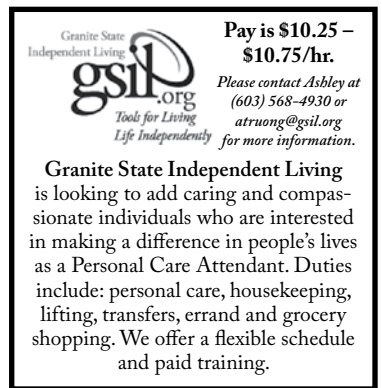 Granite State
Independent Living
gsil.org
Tools for Living
Life Independently
Pay is $10.25 –
$10.75/hr.
Please contact Ashley at
(603) 568-4930 or
atruong@gsil.org
for more information.
Granite State Independent Living
is looking to add caring and compas-
sionate individuals who are interested
in making a difference in people's lives
as a Personal Care Attendant. Duties
include: personal care, housekeeping,
lifting, transfers, errand and grocery
shopping. We offer a flexible schedule
and paid training.